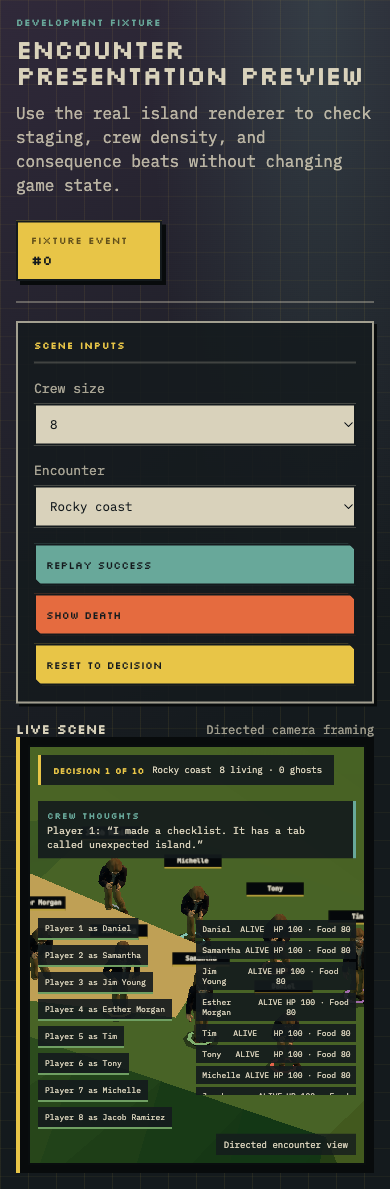 DEVELOPMENT FIXTURE
ENCOUNTER
PRESENTATION PREVIEW
Use the real island renderer to check
staging, crew density, and
consequence beats without changing
game state.
FIXTURE EVENT
#0
SCENE INPUTS
Crew size
8
Encounter
Rocky coast
REPLAY SUCCESS
SHOW DEATH
RESET TO DECISION
LIVE SCENE
Directed camera framing
DECISION 1 OF 10 Rocky coast 8 living · 0 ghosts
CREW THOUGHTS
Player 1: “I made a checklist. It has a tab
called unexpected island.”
Michelle
Tony
Morgan
Player 1 as Daniel
Player 2 as Samantha
Player 3 as Jim Young
Player 4 as Esther Morgan
Player 5 as Tim
Player 6 as Tony
Player 7 as Michelle
Player 8 as Jacob Ramirez
Daniel ALIVE HP 100 · Food 80
Samantha ALIVE HP 100 · Food 80
Jim Young ALIVE HP 100 · Food 80
Esther Morgan ALIVE HP 100 · Food 80
Tim ALIVE HP 100 · Food 80
Tony ALIVE HP 100 · Food 80
Michelle ALIVE HP 100 · Food 80
Directed encounter view